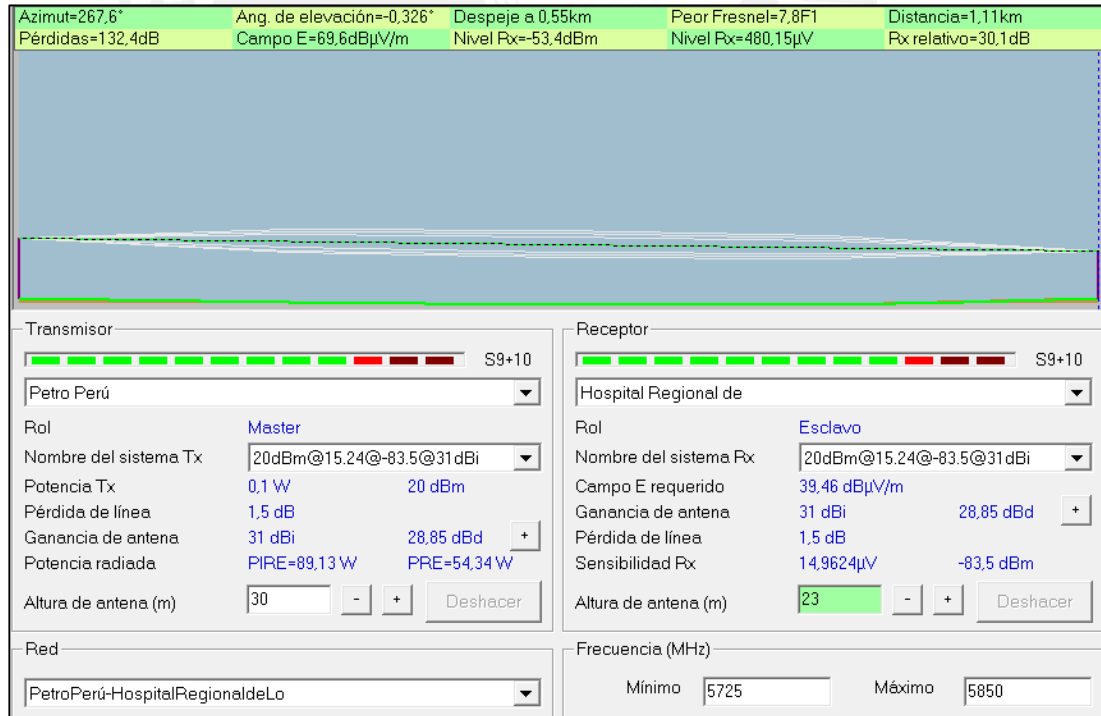 Azimut=267,6° Ang. de elevación=-0,326° Despeje a 0,55km Peor Fresnel=7,8F1 Distancia=1,11km
Pérdidas=132,4dB Campo E=69,6dBµV/m Nivel Rx=-53,4dBm Nivel Rx=480,15µV Rx relativo=30,1dB
Transmisor
S9+10
Petro Perú
Rol Master
Nombre del sistema Tx 20dBm@15.24@-83.5@31dBi
Potencia Tx 0,1 W 20 dBm
Pérdida de línea 1,5 dB
Ganancia de antena 31 dBi 28,85 dBd +
Potencia radiada PIRE=89,13 W PRE=54,34 W
Altura de antena (m) 30 - + Deshacer
Red
PetroPerú-HospitalRegionaldeLo
Receptor
S9+10
Hospital Regional de
Rol Esclavo
Nombre del sistema Rx 20dBm@15.24@-83.5@31dBi
Campo E requerido 39,46 dBµV/m
Ganancia de antena 31 dBi 28,85 dBd +
Pérdida de línea 1,5 dB
Sensibilidad Rx 14,9624µV -83,5 dBm
Altura de antena (m) 23 - + Deshacer
Frecuencia (MHz)
Mínimo 5725 Máximo 5850